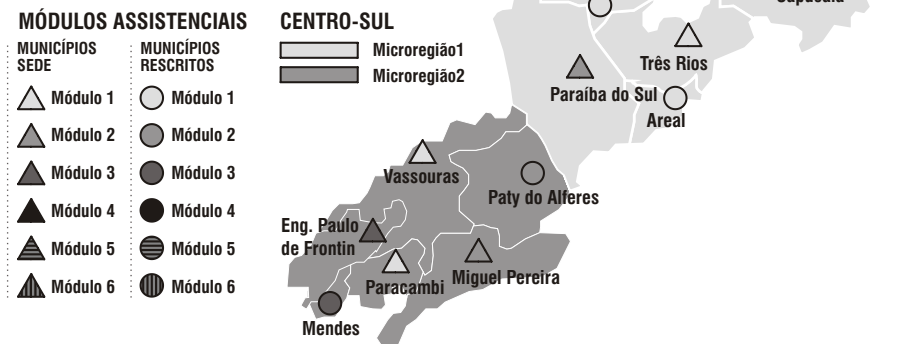 MÓDULOS ASSISTENCIAIS
MUNICÍPIOS
SEDE
Módulo 1
Módulo 2
Módulo 3
Módulo 4
Módulo 5
Módulo 6
MUNICÍPIOS
RESCRITOS
Módulo 1
Módulo 2
Módulo 3
Módulo 4
Módulo 5
Módulo 6
CENTRO-SUL
Microregião1
Microregião2
Três Rios
Paraíba do Sul
Areal
Vassouras
Paty do Alferes
Eng. Paulo
de Frontin
Paracambi
Miguel Pereira
Mendes